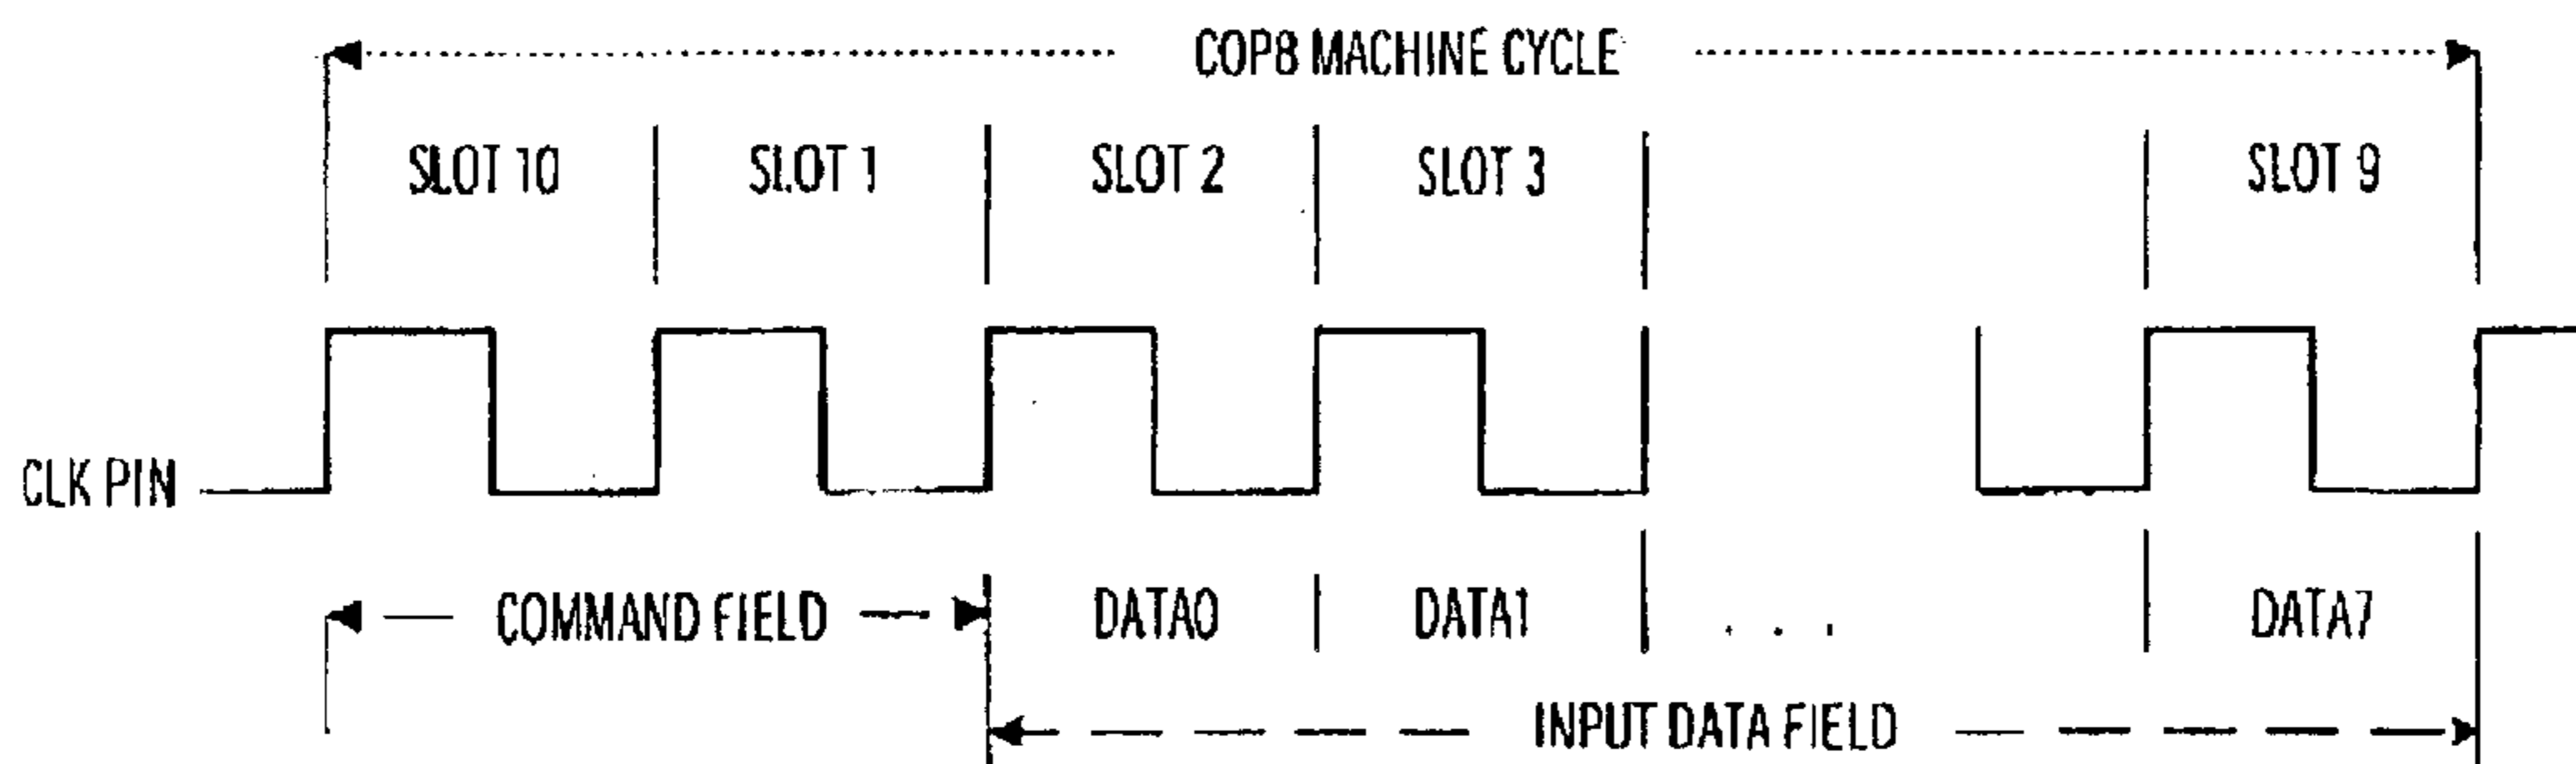 COP8 MACHINE CYCLE
SLOT 10 SLOT 1 SLOT 2 SLOT 3 SLOT 9
CLK PIN
COMMAND FIELD DATA0 DATA1 . . . DATA7
INPUT DATA FIELD